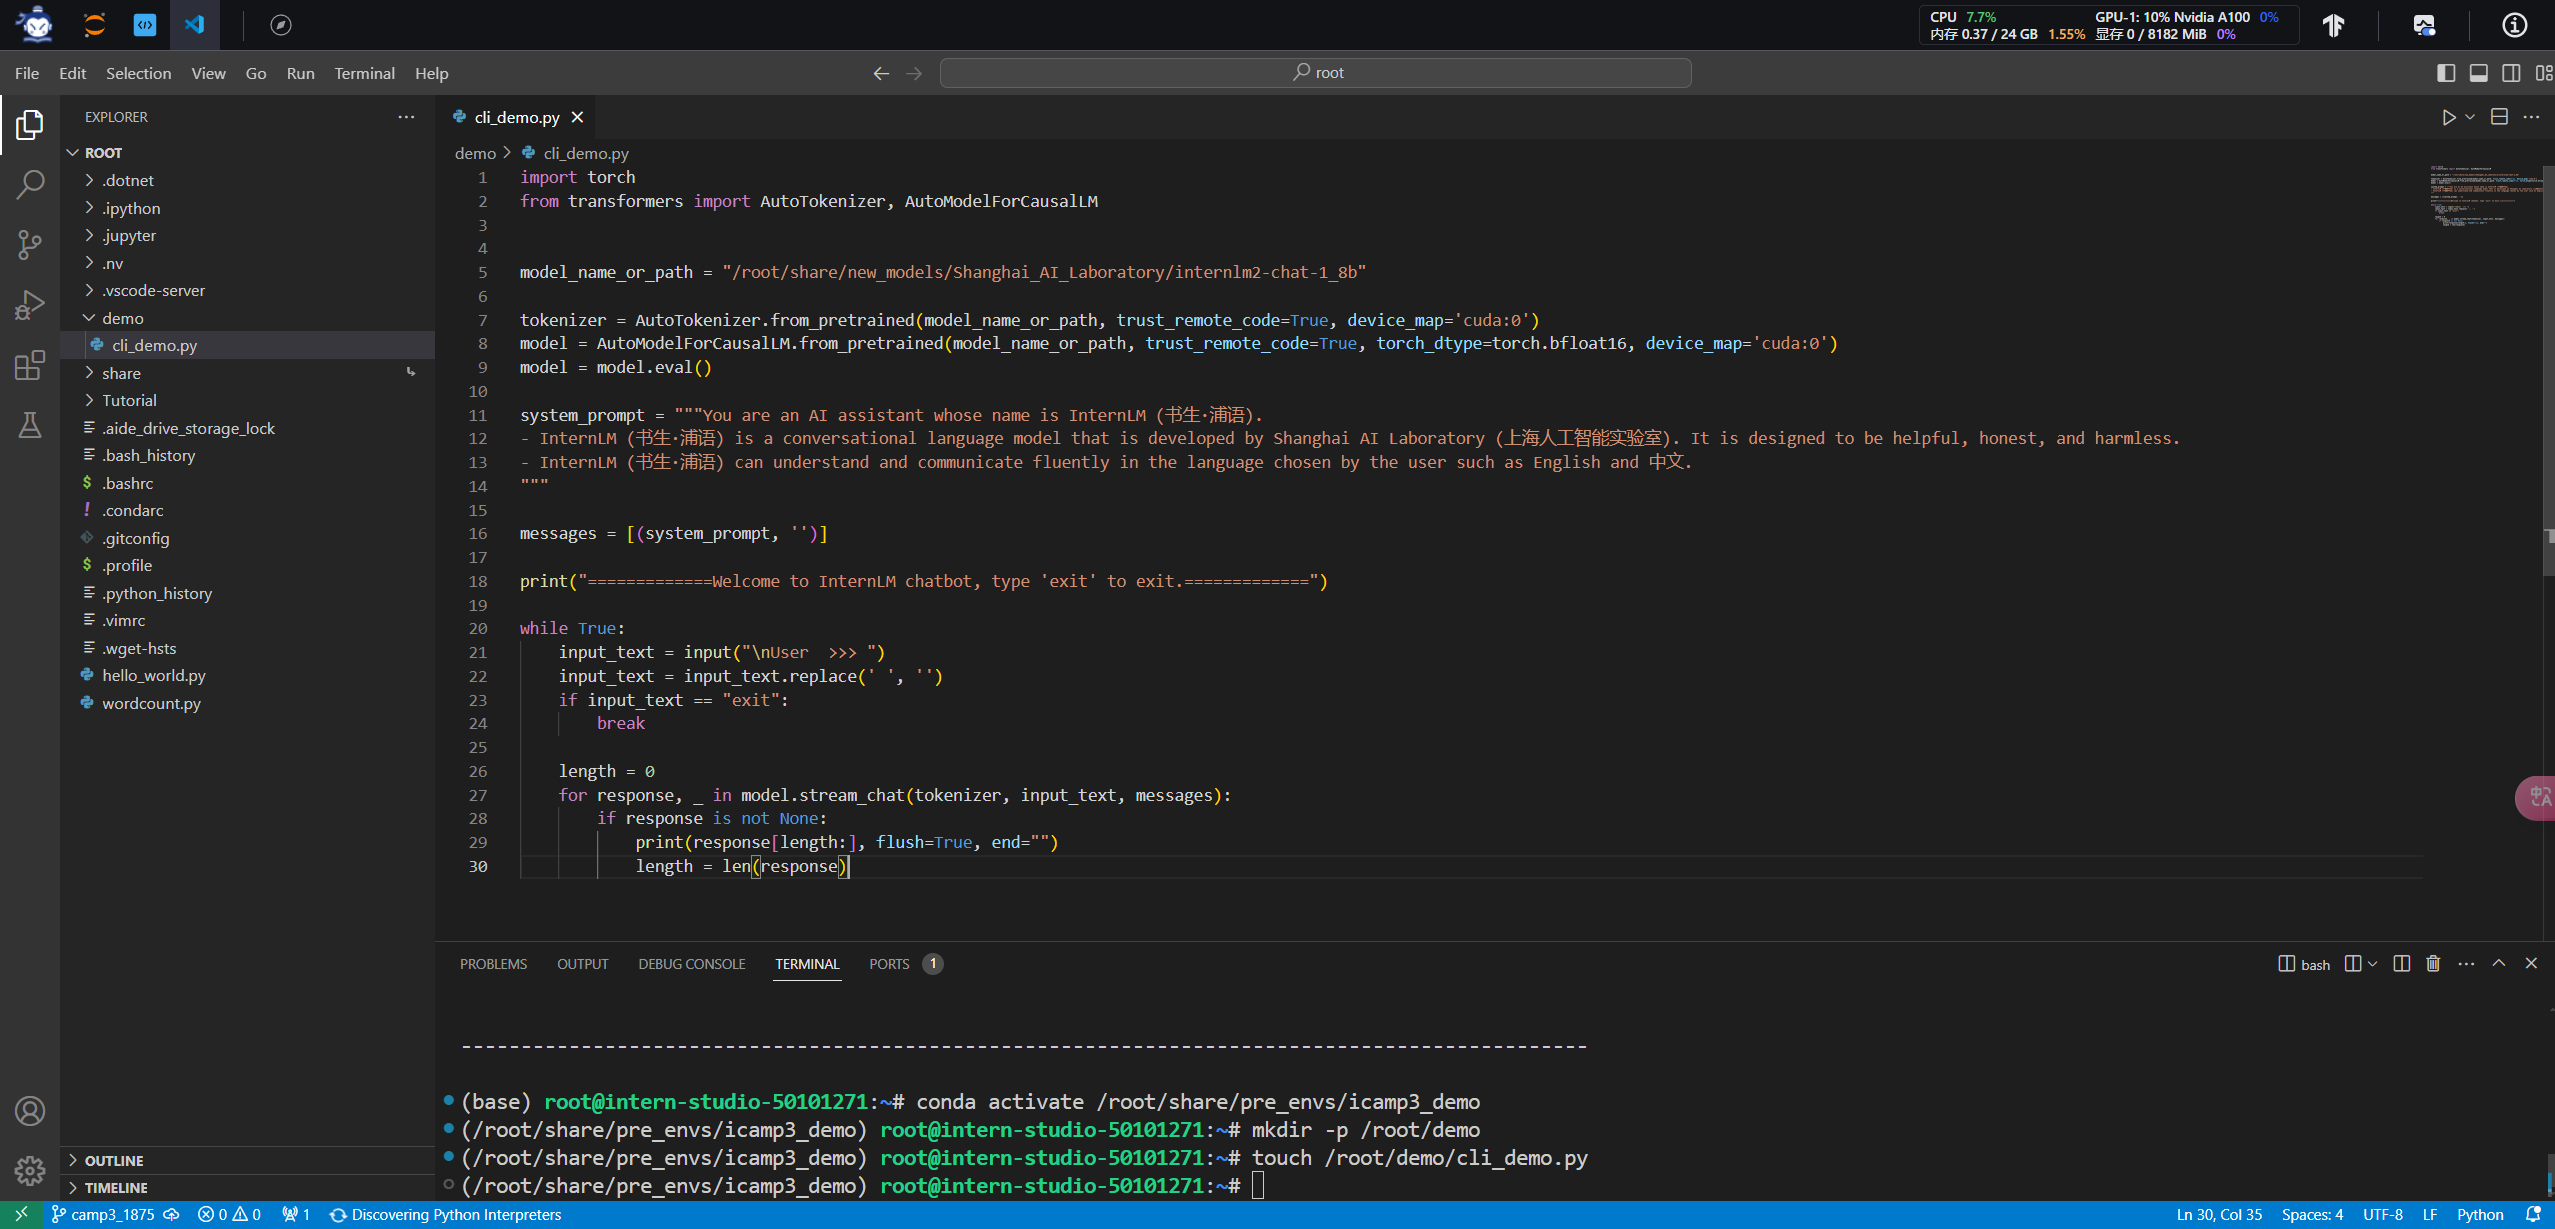 CPU 7.7% GPU-1: 10% Nvidia A100 0%
内存 0.37 / 24 GB 1.55% 显存 0 / 8182 MiB 0%
File Edit Selection View Go Run Terminal Help root
EXPLORER
ROOT
.dotnet
.ipython
.jupyter
.nv
.vscode-server
demo
cli_demo.py
share
Tutorial
.aide_drive_storage_lock
.bash_history
.bashrc
.condarc
.gitconfig
.profile
.python_history
.vimrc
.wget-hsts
hello_world.py
wordcount.py
OUTLINE
TIMELINE
cli_demo.py
demo > cli_demo.py
1 import torch
2 from transformers import AutoTokenizer, AutoModelForCausalLM
3
4
5 model_name_or_path = "/root/share/new_models/Shanghai_AI_Laboratory/internlm2-chat-1_8b"
6
7 tokenizer = AutoTokenizer.from_pretrained(model_name_or_path, trust_remote_code=True, device_map='cuda:0')
8 model = AutoModelForCausalLM.from_pretrained(model_name_or_path, trust_remote_code=True, torch_dtype=torch.bfloat16, device_map='cuda:0')
9 model = model.eval()
10
11 system_prompt = """You are an AI assistant whose name is InternLM (书生·浦语).
12 - InternLM (书生·浦语) is a conversational language model that is developed by Shanghai AI Laboratory (上海人工智能实验室). It is designed to be helpful, honest, and harmless.
13 - InternLM (书生·浦语) can understand and communicate fluently in the language chosen by the user such as English and 中文.
14 """
15
16 messages = [(system_prompt, '')]
17
18 print("=============Welcome to InternLM chatbot, type 'exit' to exit.=============")
19
20 while True:
21 input_text = input("\nUser  >>> ")
22 input_text = input_text.replace(' ', '')
23 if input_text == "exit":
24 break
25
26 length = 0
27 for response, _ in model.stream_chat(tokenizer, input_text, messages):
28 if response is not None:
29 print(response[length:], flush=True, end="")
30 length = len(response)
PROBLEMS OUTPUT DEBUG CONSOLE TERMINAL PORTS 1 bash
----------------------------------------------------------------------------------------------
(base) root@intern-studio-50101271:~# conda activate /root/share/pre_envs/icamp3_demo
(/root/share/pre_envs/icamp3_demo) root@intern-studio-50101271:~# mkdir -p /root/demo
(/root/share/pre_envs/icamp3_demo) root@intern-studio-50101271:~# touch /root/demo/cli_demo.py
(/root/share/pre_envs/icamp3_demo) root@intern-studio-50101271:~#
camp3_1875 0 0 1 Discovering Python Interpreters Ln 30, Col 35 Spaces: 4 UTF-8 LF Python